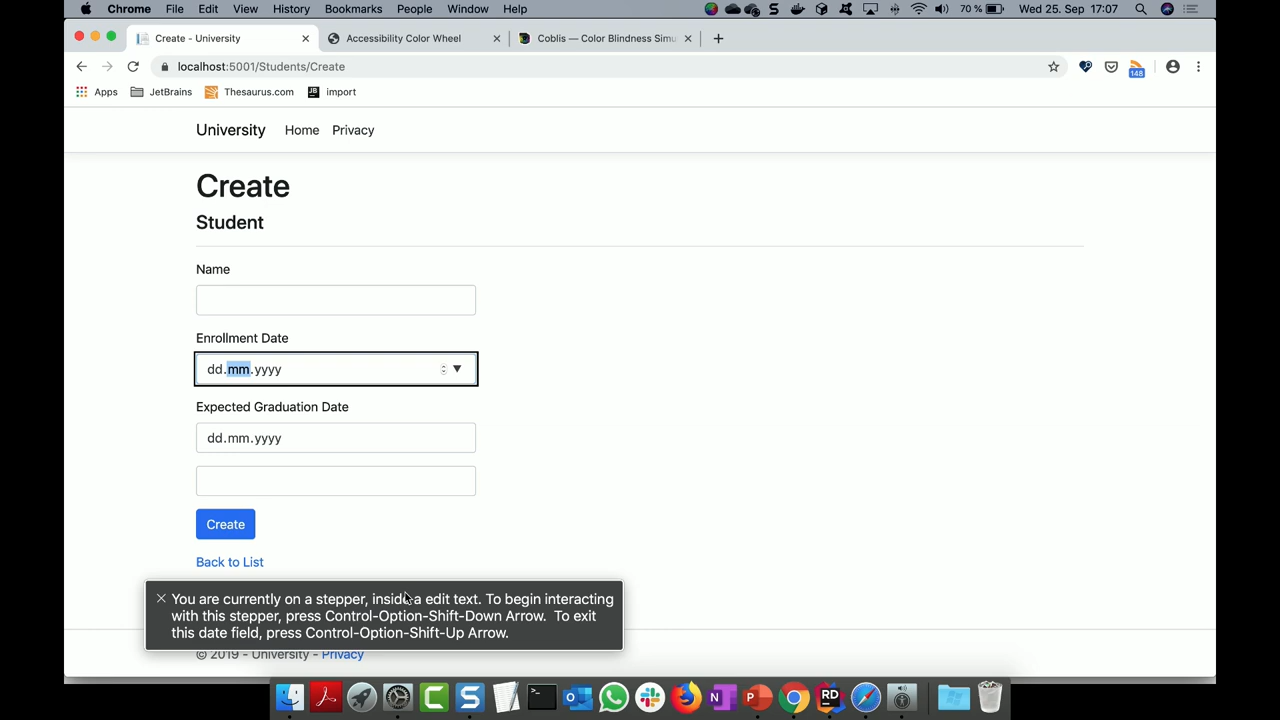 Chrome File Edit View History Bookmarks People Window Help 70 % Wed 25. Sep 17:07
Create - University Accessibility Color Wheel Coblis — Color Blindness Simu
localhost:5001/Students/Create 148
Apps JetBrains Thesaurus.com import
University Home Privacy
Create
Student
Name
Enrollment Date
dd.mm.yyyy
Expected Graduation Date
dd.mm.yyyy
Create
Back to List
You are currently on a stepper, inside a edit text. To begin interacting
with this stepper, press Control-Option-Shift-Down Arrow. To exit
this date field, press Control-Option-Shift-Up Arrow.
© 2019 - University - Privacy